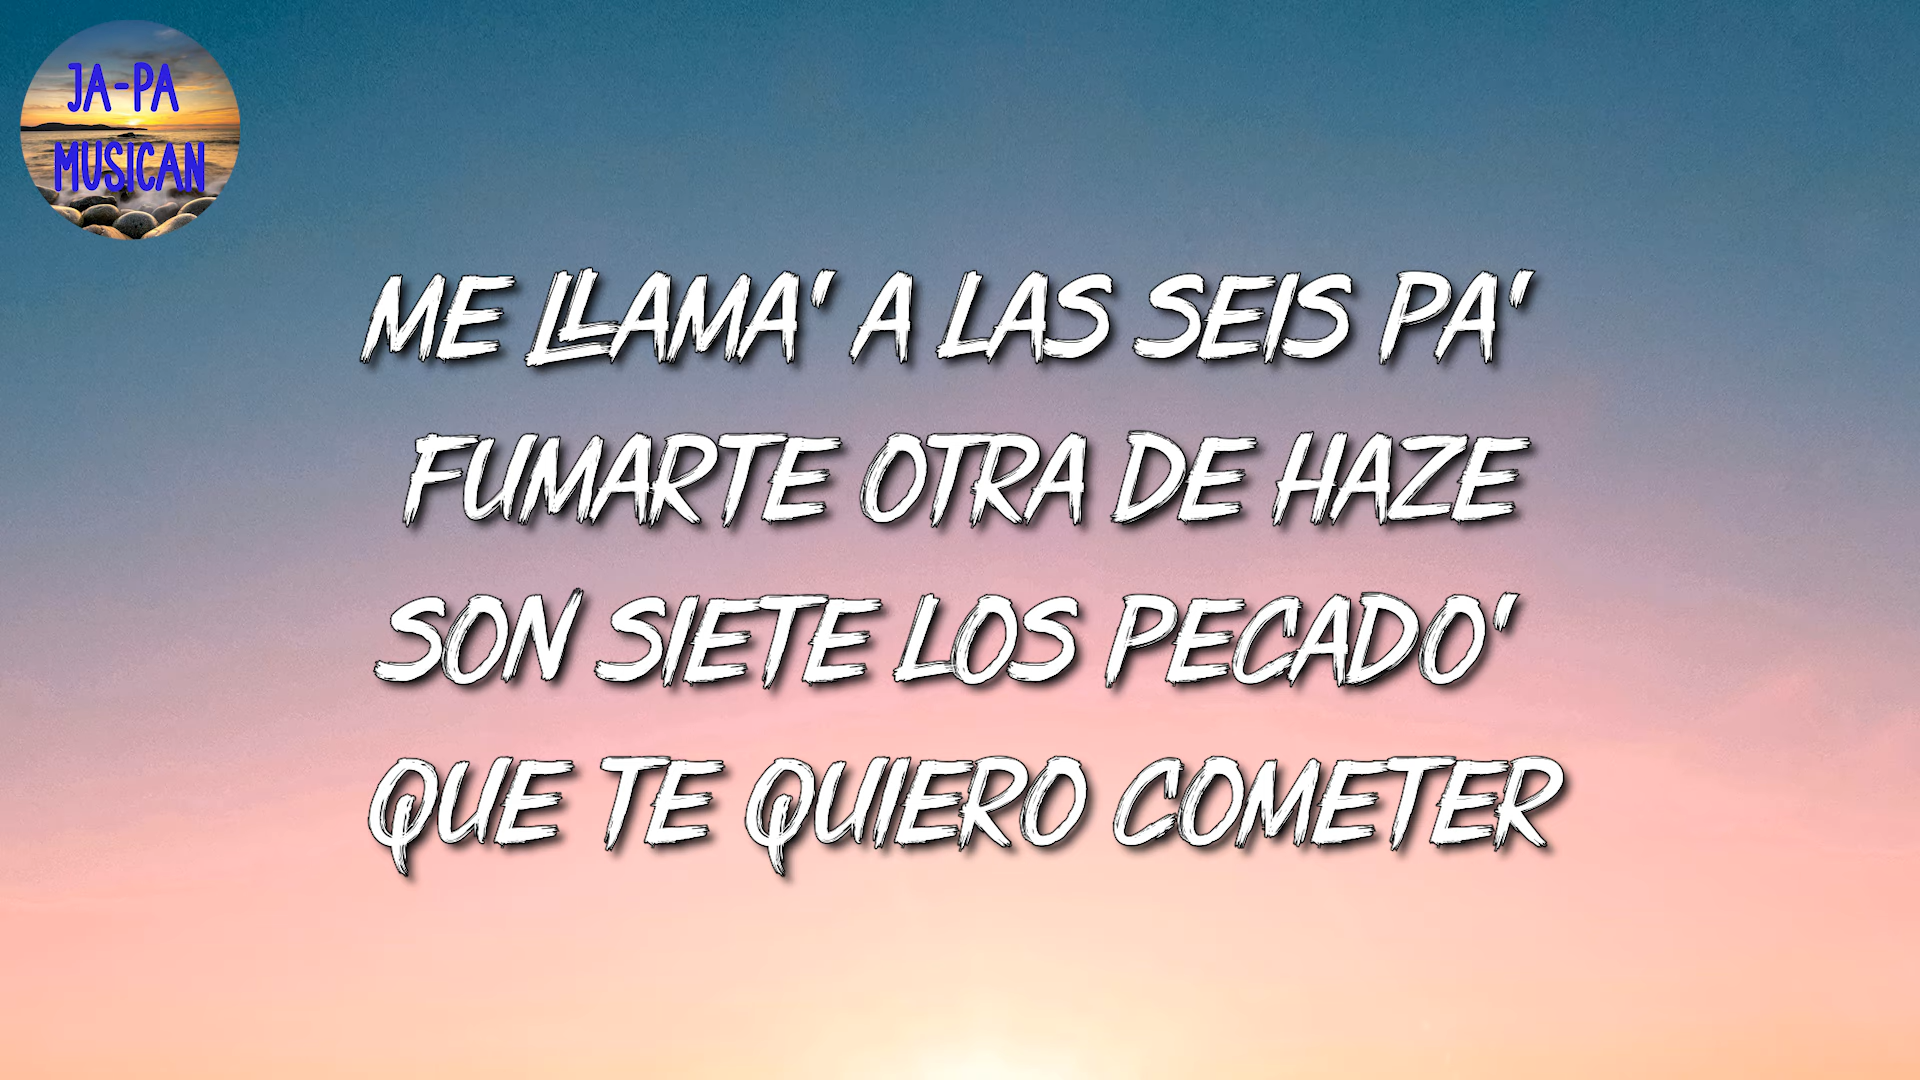 JA-PA
MUSICAN
ME LLAMA' A LAS SEIS PA'
FUMARTE OTRA DE HAZE
SON SIETE LOS PECADO'
QUE TE QUIERO COMETER